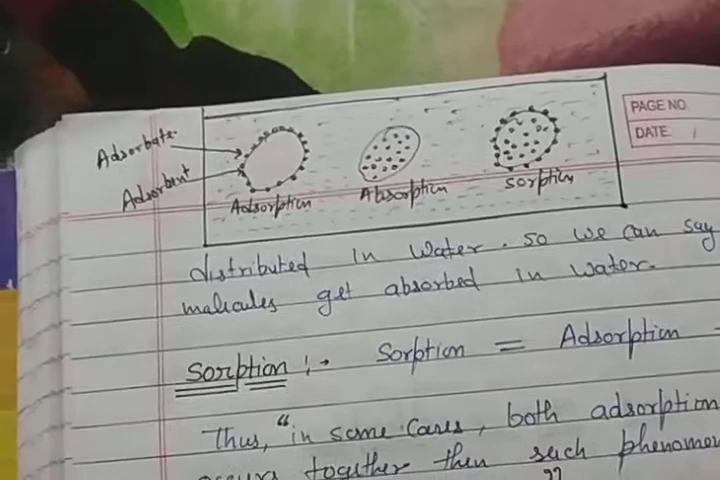 PAGE NO.
DATE: /
Adsorbate
Adsorbent
Adsorption Absorption Sorption
distributed in water. so we can say
malicules get absorbed in water.
Sorption :- Sorption = Adsorption
Thus, "in some cases, both adsorption
occurs together then such phenomen
"